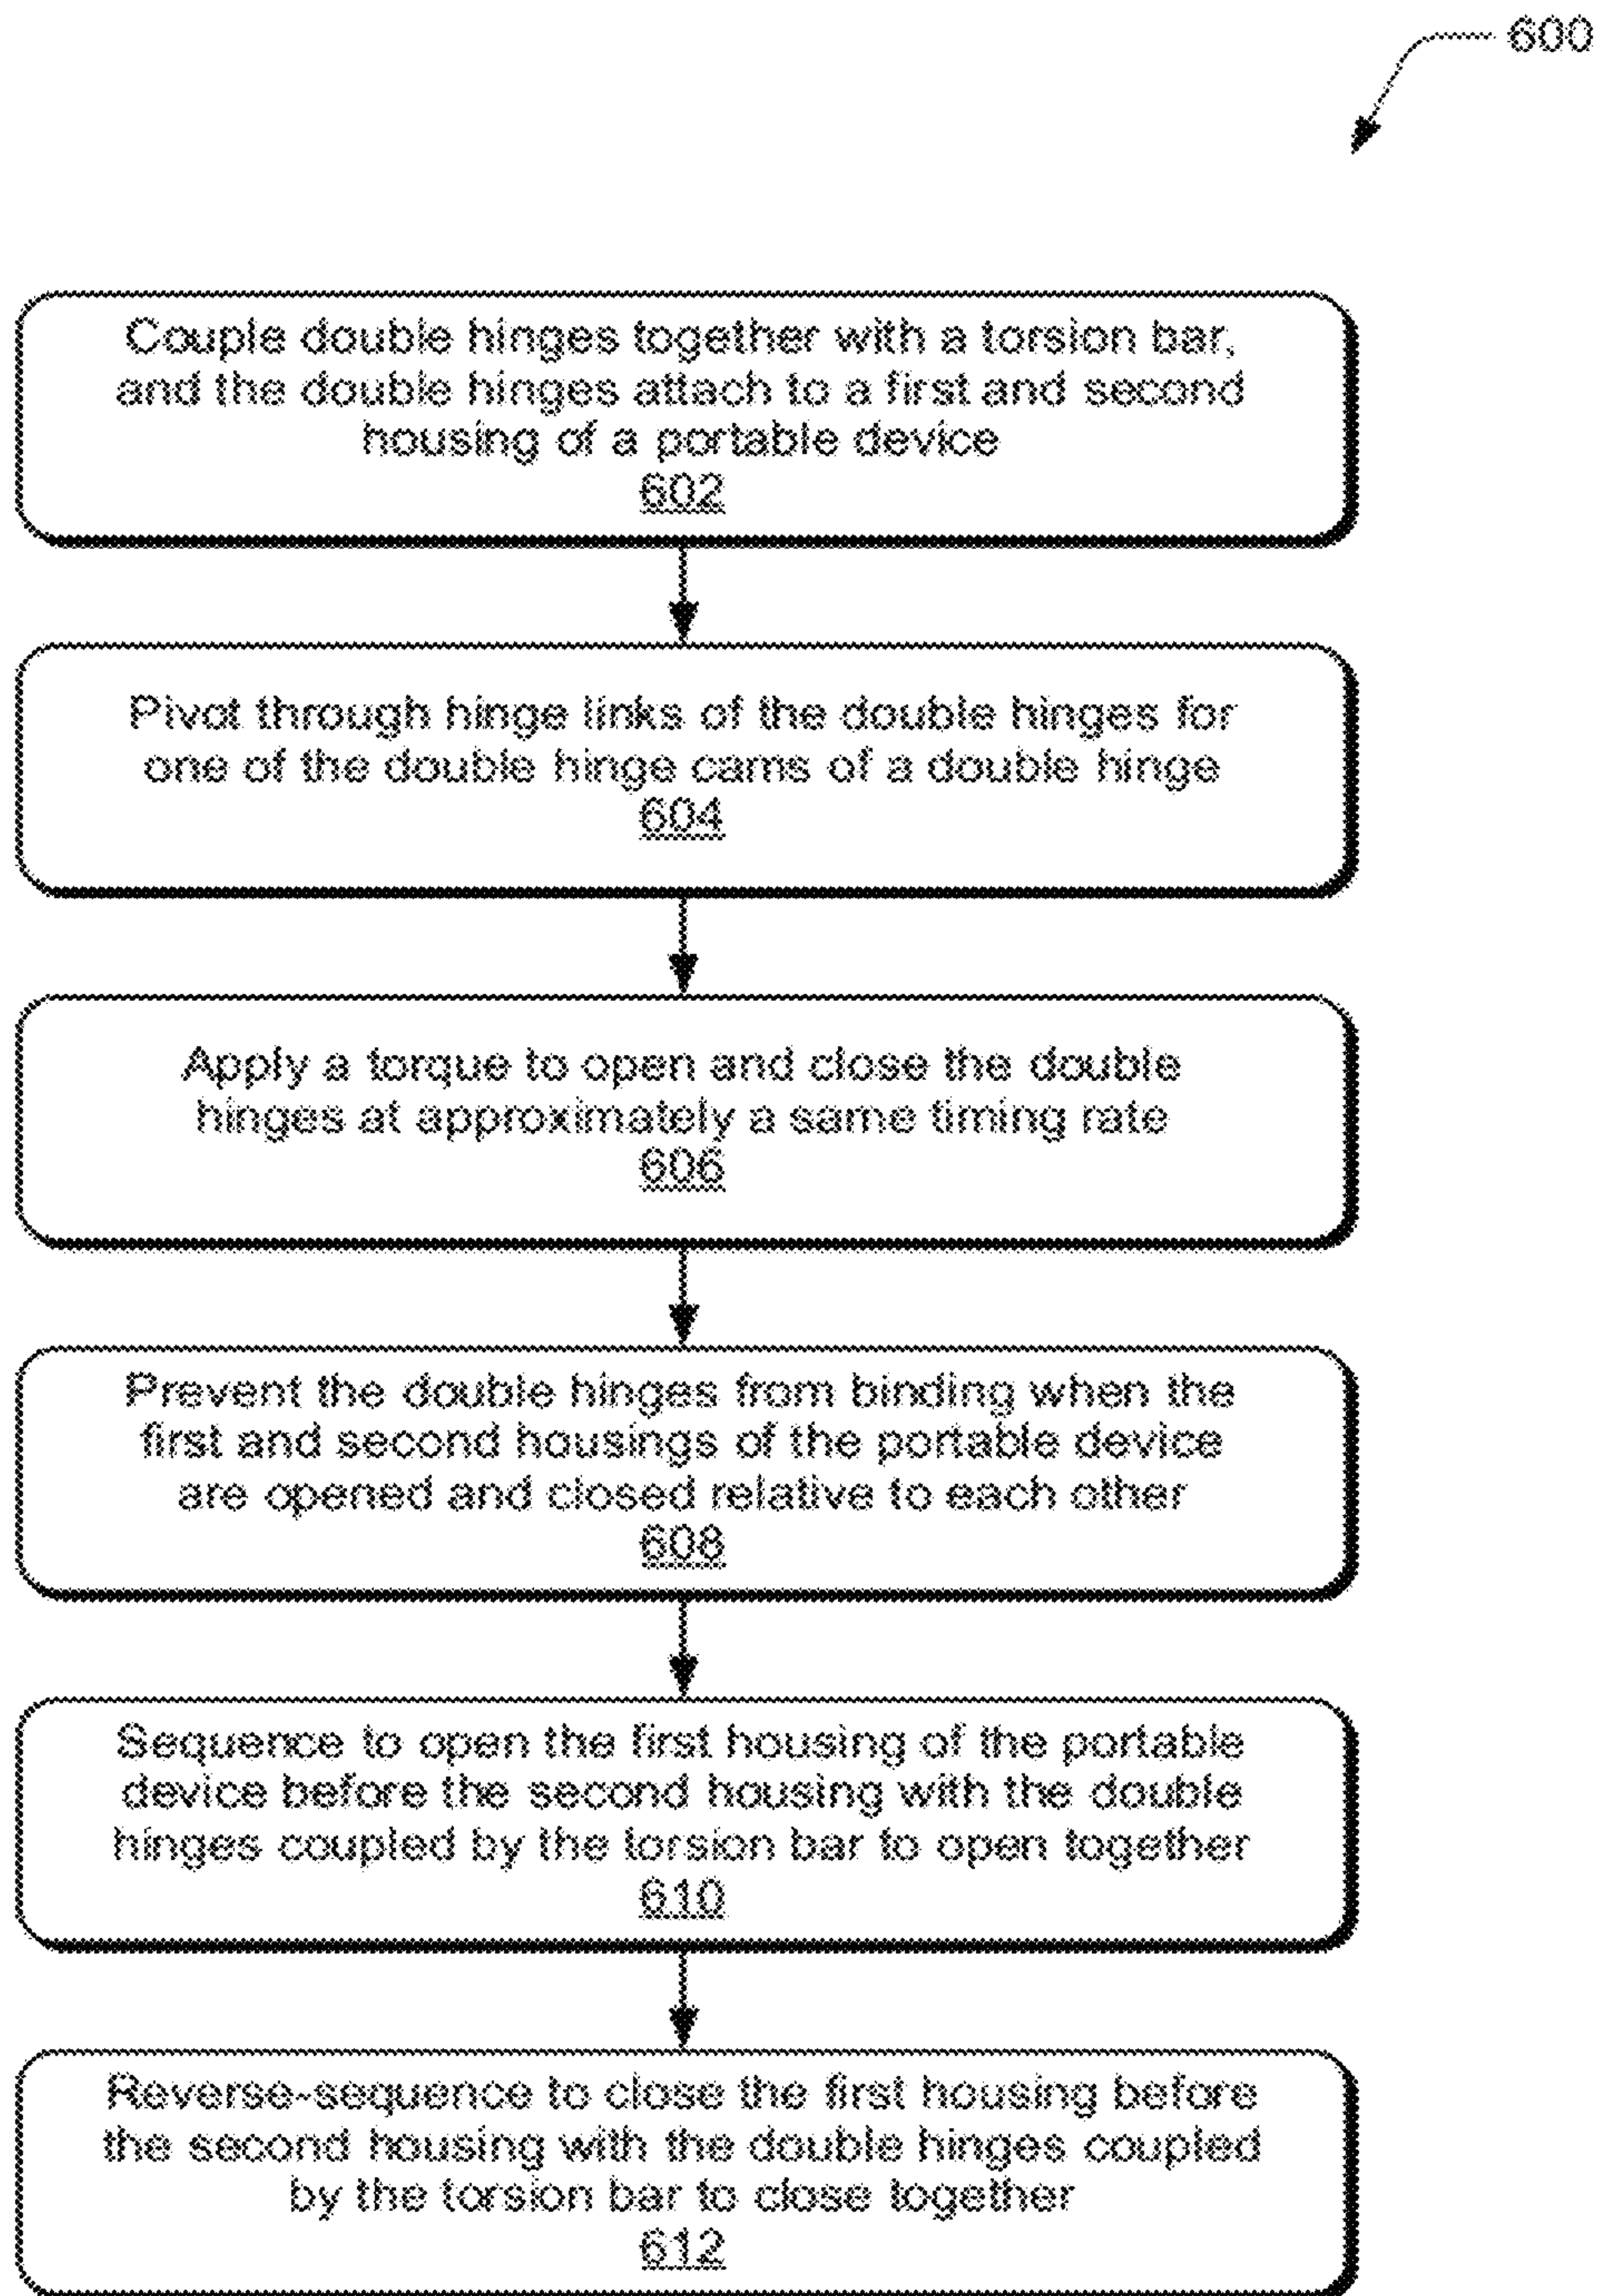 600
Couple double hinges together with a torsion bar,
and the double hinges attach to a first and second
housing of a portable device
602
Pivot through hinge links of the double hinges for
one of the double hinge cams of a double hinge
604
Apply a torque to open and close the double
hinges at approximately a same timing rate
606
Prevent the double hinges from binding when the
first and second housings of the portable device
are opened and closed relative to each other
608
Sequence to open the first housing of the portable
device before the second housing with the double
hinges coupled by the torsion bar to open together
610
Reverse-sequence to close the first housing before
the second housing with the double hinges coupled
by the torsion bar to close together
612